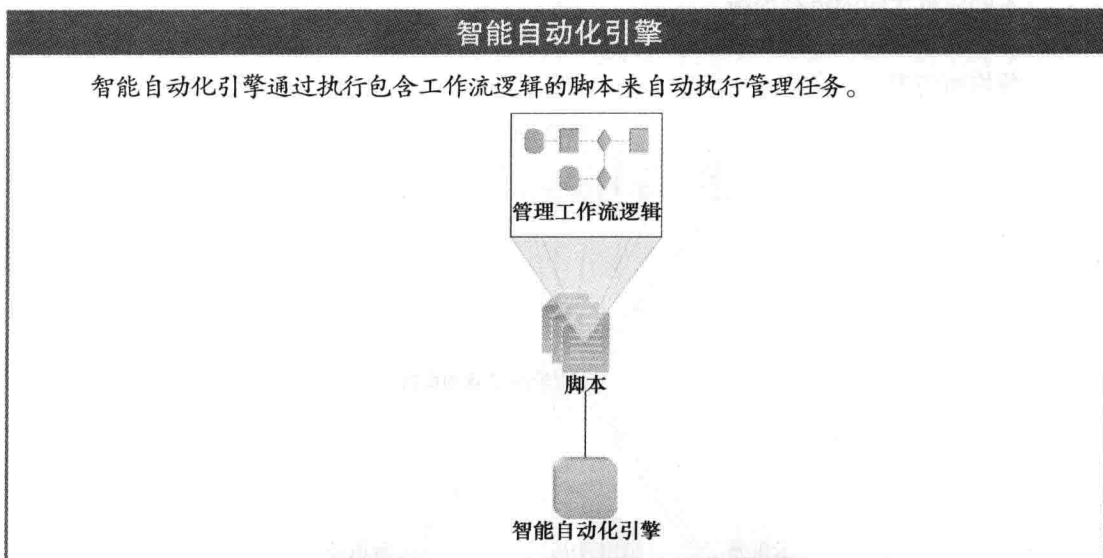 智能自动化引擎
智能自动化引擎通过执行包含工作流逻辑的脚本来自动执行管理任务。
管理工作流逻辑
脚本
智能自动化引擎